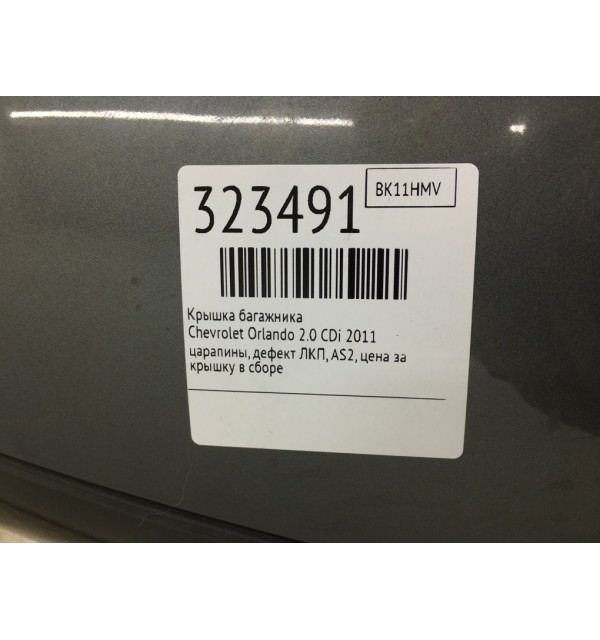 323491
BK11HMV
Крышка багажника
Chevrolet Orlando 2.0 CDi 2011
царапины, дефект ЛКП, AS2, цена за
крышку в сборе